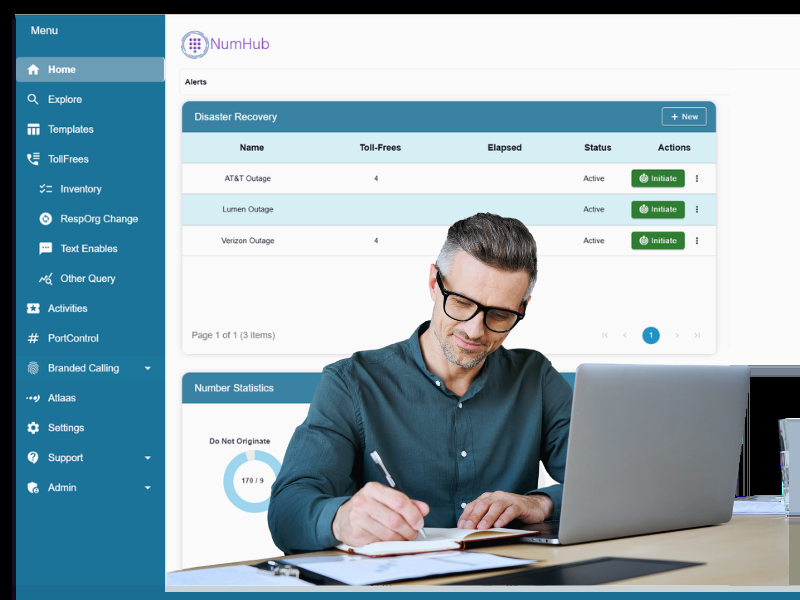 Menu
Home
Explore
Templates
TollFrees
Inventory
RespOrg Change
Text Enables
Other Query
Activities
PortControl
Branded Calling
Atlaas
Settings
Support
Admin
NumHub
Alerts
Disaster Recovery
+ New
Name Toll-Frees Elapsed Status Actions
AT&T Outage 4 Active Initiate
Lumen Outage Active Initiate
Verizon Outage 4 Active Initiate
Page 1 of 1 (3 items)
1
Number Statistics
Do Not Originate
170 / 9